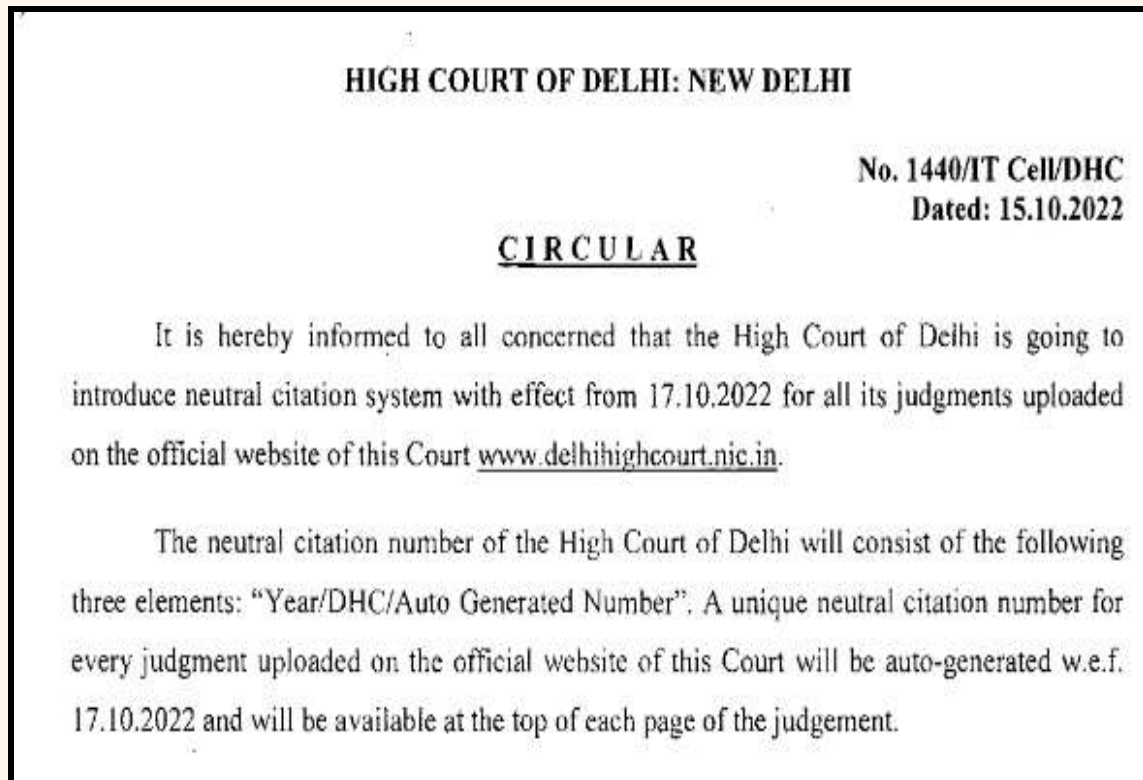 HIGH COURT OF DELHI: NEW DELHI
No. 1440/IT Cell/DHC
Dated: 15.10.2022
C I R C U L A R
It is hereby informed to all concerned that the High Court of Delhi is going to
introduce neutral citation system with effect from 17.10.2022 for all its judgments uploaded
on the official website of this Court www.delhihighcourt.nic.in.
The neutral citation number of the High Court of Delhi will consist of the following
three elements: “Year/DHC/Auto Generated Number”. A unique neutral citation number for
every judgment uploaded on the official website of this Court will be auto-generated w.e.f.
17.10.2022 and will be available at the top of each page of the judgement.